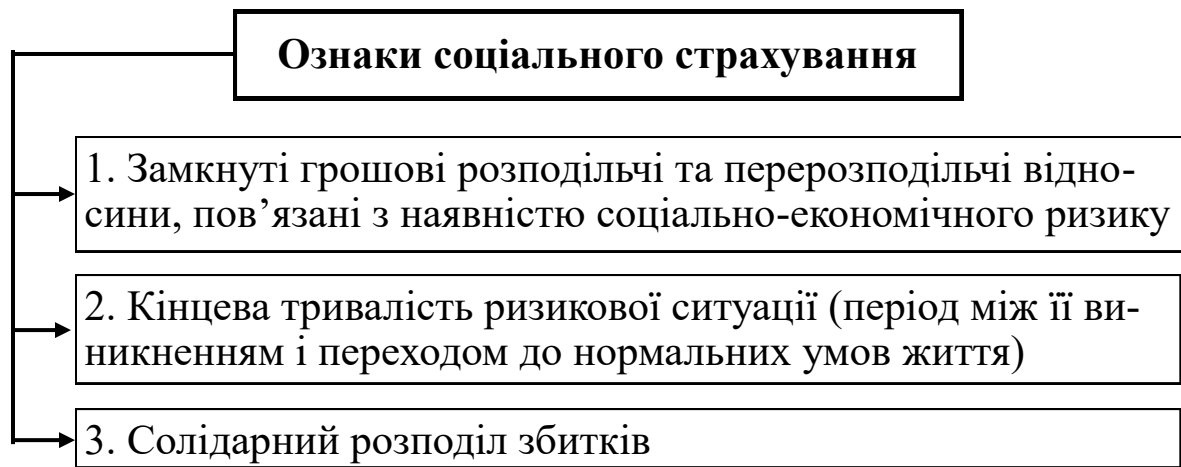 Ознаки соціального страхування
1. Замкнуті грошові розподільчі та перерозподільчі відно-
сини, пов’язані з наявністю соціально-економічного ризику
2. Кінцева тривалість ризикової ситуації (період між її ви-
никненням і переходом до нормальних умов життя)
3. Солідарний розподіл збитків